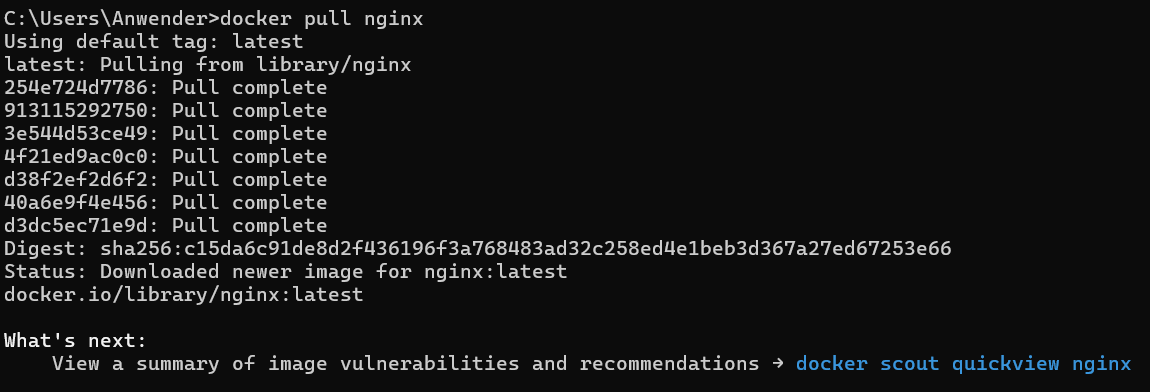 C:\Users\Anwender>docker pull nginx
Using default tag: latest
latest: Pulling from library/nginx
254e724d7786: Pull complete
913115292750: Pull complete
3e544d53ce49: Pull complete
4f21ed9ac0c0: Pull complete
d38f2ef2d6f2: Pull complete
40a6e9f4e456: Pull complete
d3dc5ec71e9d: Pull complete
Digest: sha256:c15da6c91de8d2f436196f3a768483ad32c258ed4e1beb3d367a27ed67253e66
Status: Downloaded newer image for nginx:latest
docker.io/library/nginx:latest
What's next:
View a summary of image vulnerabilities and recommendations → docker scout quickview nginx